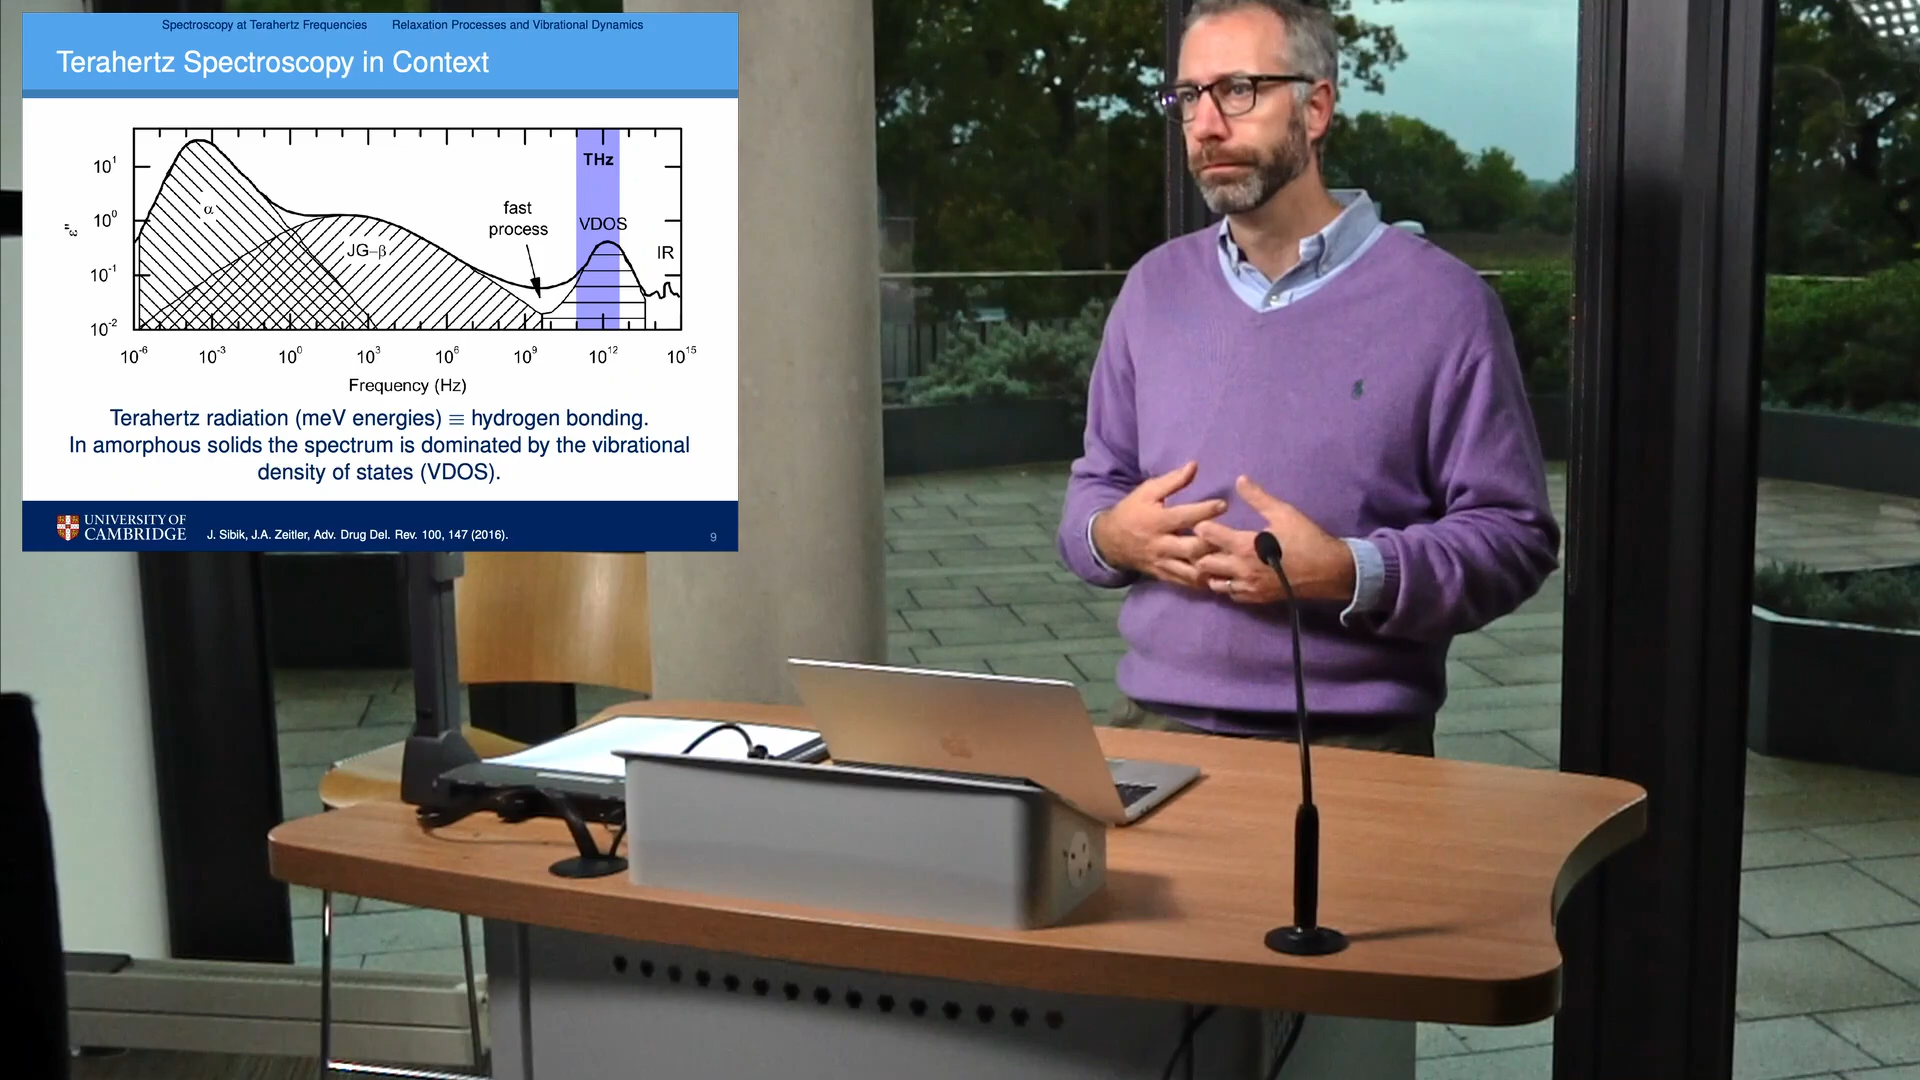 Spectroscopy at Terahertz Frequencies Relaxation Processes and Vibrational Dynamics
Terahertz Spectroscopy in Context
THz
10¹
fast
α
10⁰
VDOS
process
ε"
JG–β
IR
10⁻¹
10⁻²
10⁻⁶ 10⁻³ 10⁰ 10³ 10⁶ 10⁹ 10¹² 10¹⁵
Frequency (Hz)
Terahertz radiation (meV energies) ≡ hydrogen bonding.
In amorphous solids the spectrum is dominated by the vibrational
density of states (VDOS).
UNIVERSITY OF
CAMBRIDGE
J. Sibik, J.A. Zeitler, Adv. Drug Del. Rev. 100, 147 (2016).
9